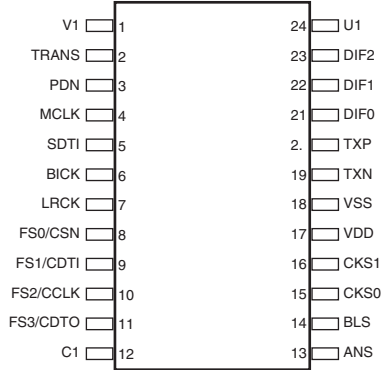 V1 1 24 U1
TRANS 2 23 DIF2
PDN 3 22 DIF1
MCLK 4 21 DIF0
SDTI 5 2. TXP
BICK 6 19 TXN
LRCK 7 18 VSS
FS0/CSN 8 17 VDD
FS1/CDTI 9 16 CKS1
FS2/CCLK 10 15 CKS0
FS3/CDTO 11 14 BLS
C1 12 13 ANS